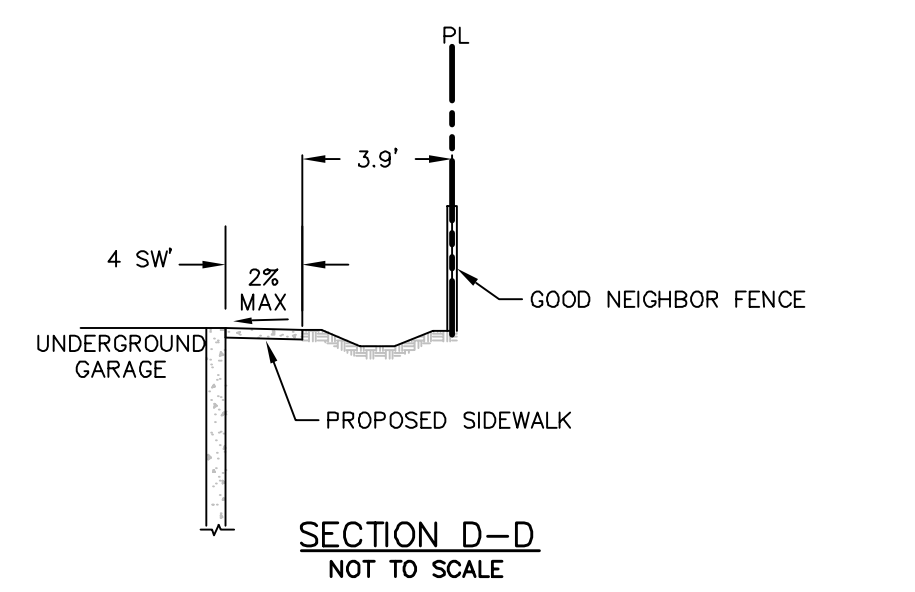 PL
3.9'
4 SW'
2%
MAX
GOOD NEIGHBOR FENCE
UNDERGROUND
GARAGE
PROPOSED SIDEWALK
SECTION D-D
NOT TO SCALE